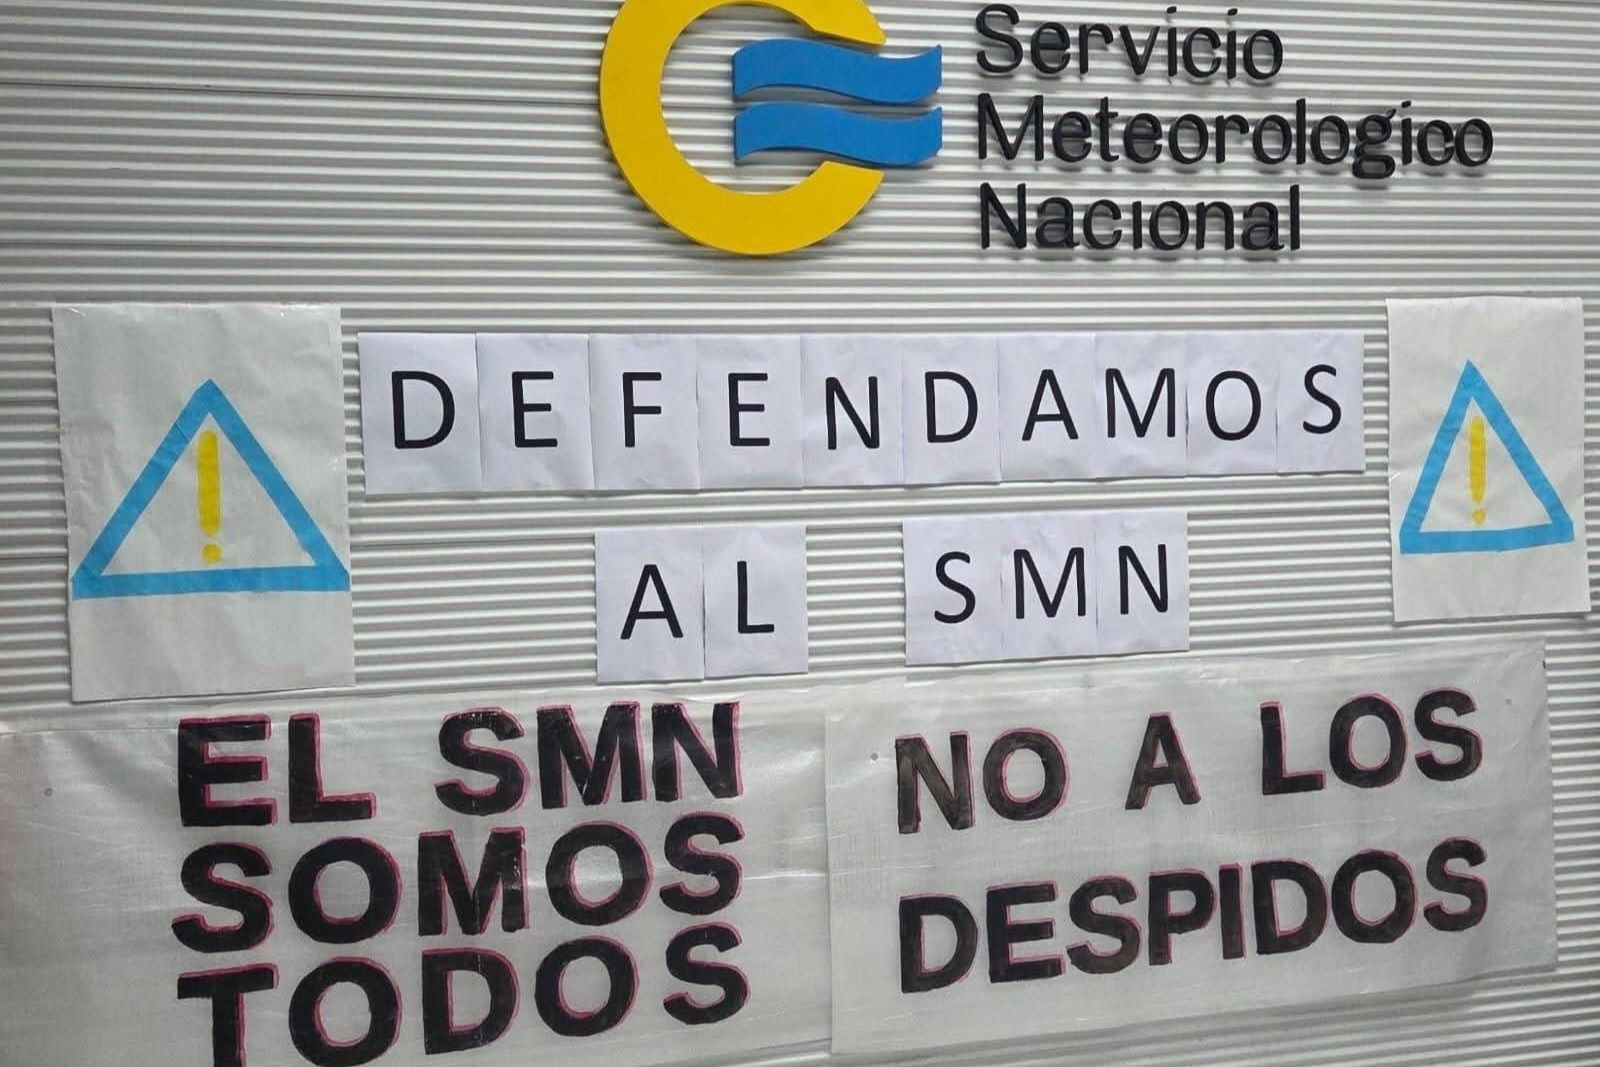 Servicio
Meteorologico
Nacional
DEFENDAMOS
AL SMN
EL SMN
SOMOS
TODOS
NO A LOS
DESPIDOS